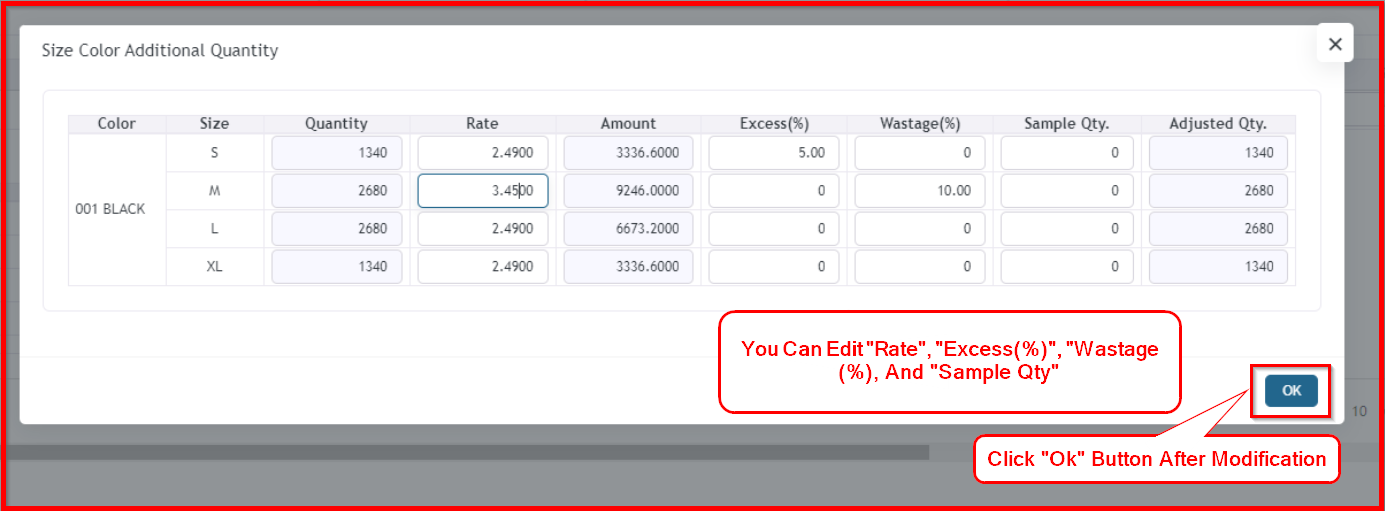 Size Color Additional Quantity
Color Size Quantity Rate Amount Excess(%) Wastage(%) Sample Qty. Adjusted Qty.
S 1340 2.4900 3336.6000 5.00 0 0 1340
M 2680 3.4500 9246.0000 0 10.00 0 2680
001 BLACK
L 2680 2.4900 6673.2000 0 0 0 2680
XL 1340 2.4900 3336.6000 0 0 0 1340
You Can Edit "Rate", "Excess(%)", "Wastage
(%), And "Sample Qty"
OK
10
Click "Ok" Button After Modification